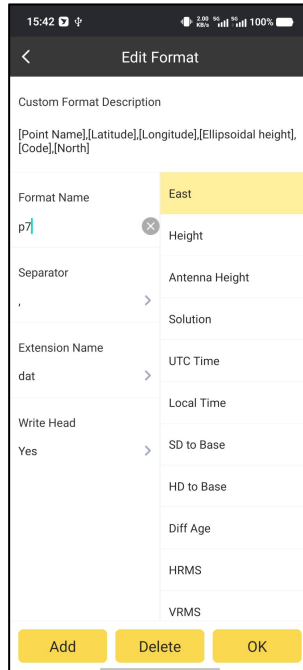 15:42 2.00 KB/s 5G 5G 100%
Edit Format
Custom Format Description
[Point Name],[Latitude],[Longitude],[Ellipsoidal height],
[Code],[North]
Format Name
p7
Separator
,
Extension Name
dat
Write Head
Yes
East
Height
Antenna Height
Solution
UTC Time
Local Time
SD to Base
HD to Base
Diff Age
HRMS
VRMS
Add Delete OK